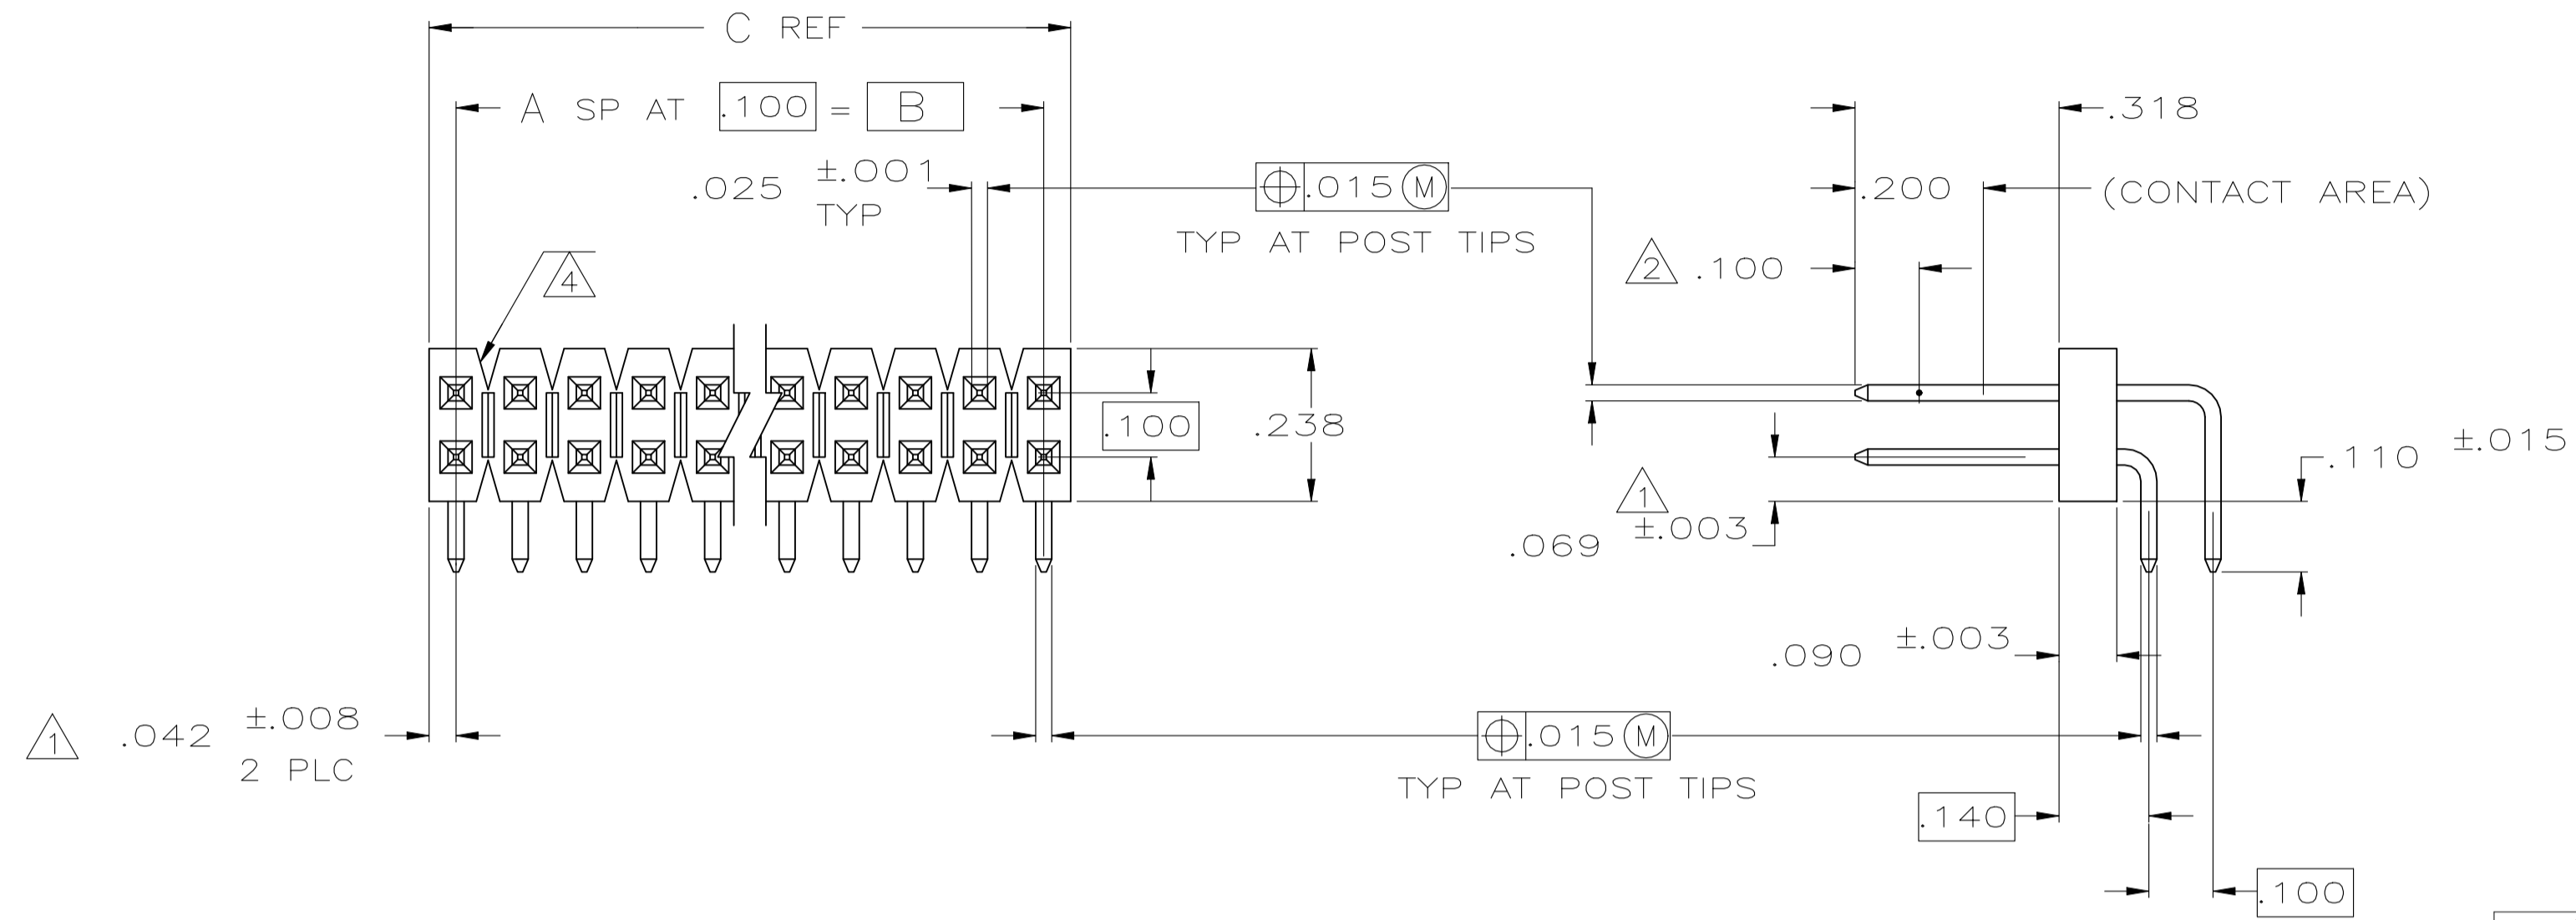 C REF
A SP AT .100 = B
.318
.025 ±.001
TYP
⌖ .015 Ⓜ
TYP AT POST TIPS
.200 (CONTACT AREA)
2 .100
4
.100
.238
.110 ±.015
1
.069 ±.003
.090 ±.003
1 .042 ±.008
2 PLC
⌖ .015 Ⓜ
TYP AT POST TIPS
.140
.100